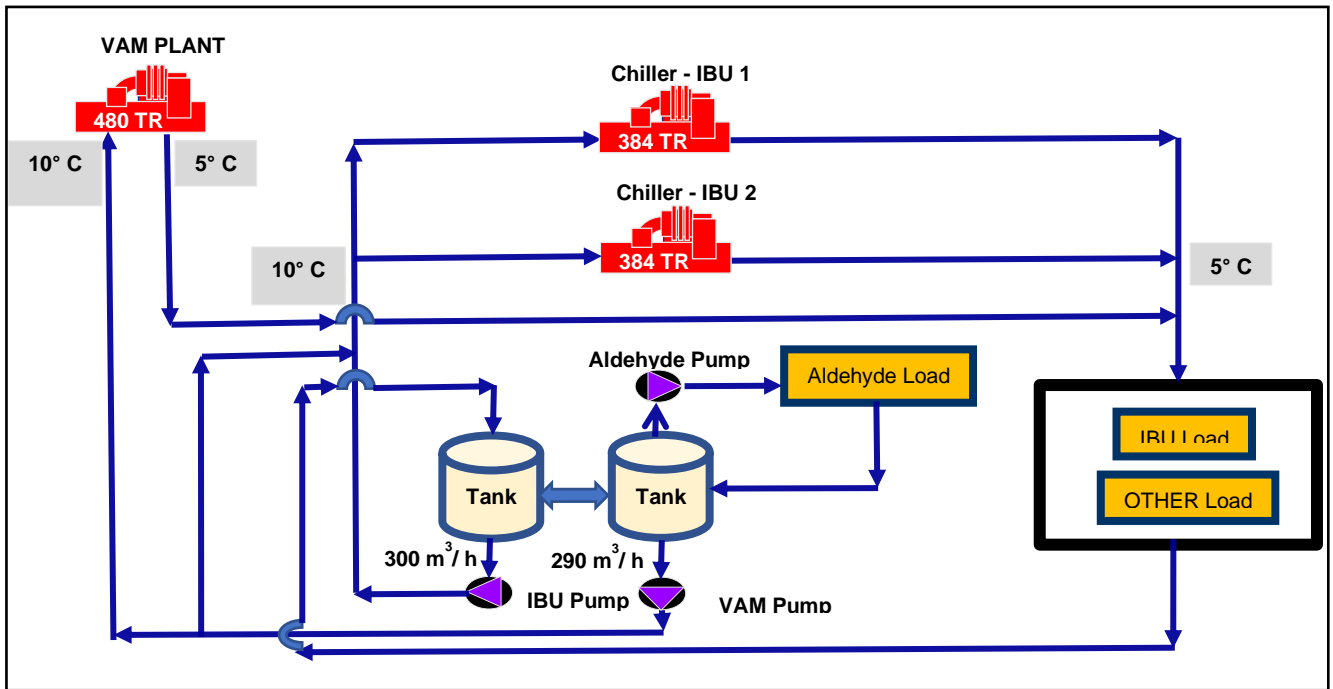 VAM PLANT
480 TR
10° C
5° C
Chiller - IBU 1
384 TR
Chiller - IBU 2
384 TR
10° C
5° C
Aldehyde Pump
Aldehyde Load
Tank
Tank
IBU Load
OTHER Load
300 m³/ h
290 m³/ h
IBU Pump
VAM Pump